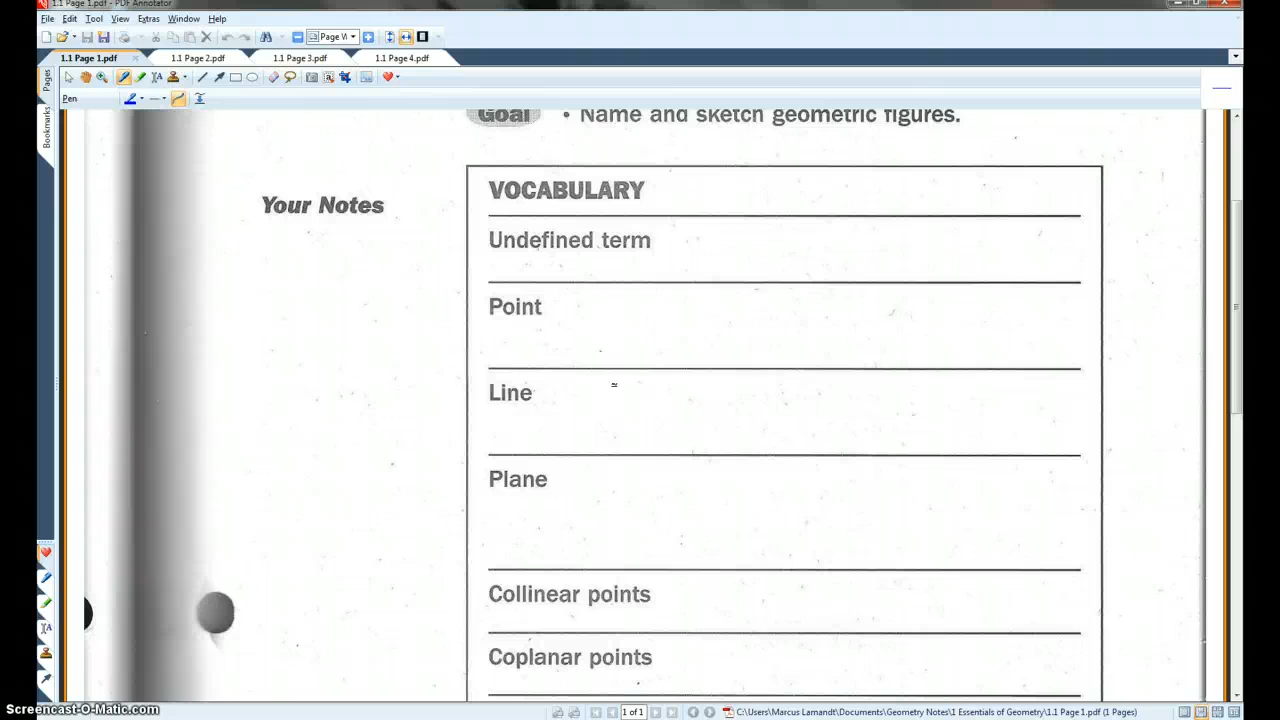 1.1 Page 1.pdf - PDF Annotator
File Edit Tool View Extras Window Help
Page W
1.1 Page 1.pdf 1.1 Page 2.pdf 1.1 Page 3.pdf 1.1 Page 4.pdf
Pages
Bookmarks
Pen
Goal • Name and sketch geometric figures.
Your Notes
VOCABULARY
Undefined term
Point
Line
Plane
Collinear points
Coplanar points
1 of 1
C:\Users\Marcus Lamandt\Documents\Geometry Notes\1 Essentials of Geometry\1.1 Page 1.pdf (1 Pages)
Screencast-O-Matic.com